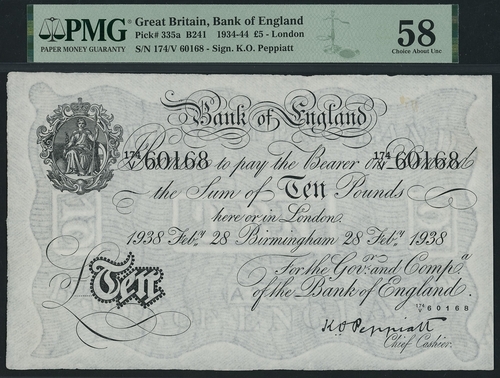 PMG
PAPER MONEY GUARANTY
Great Britain, Bank of England
Pick# 335a B241 1934-44 £5 - London
S/N 174/V 60168 - Sign. K.O. Peppiatt
58
Choice About Unc
Bank of England
174/V 60168 to pay the Bearer on 174/V 60168
the Sum of Ten Pounds
here or in London.
1938 Feby. 28 Birmingham 28 Feby. 1938
For the Govr. and Compa.
of the Bank of England.
£Ten
174/V 60168
K.O. Peppiatt
Chief Cashier.